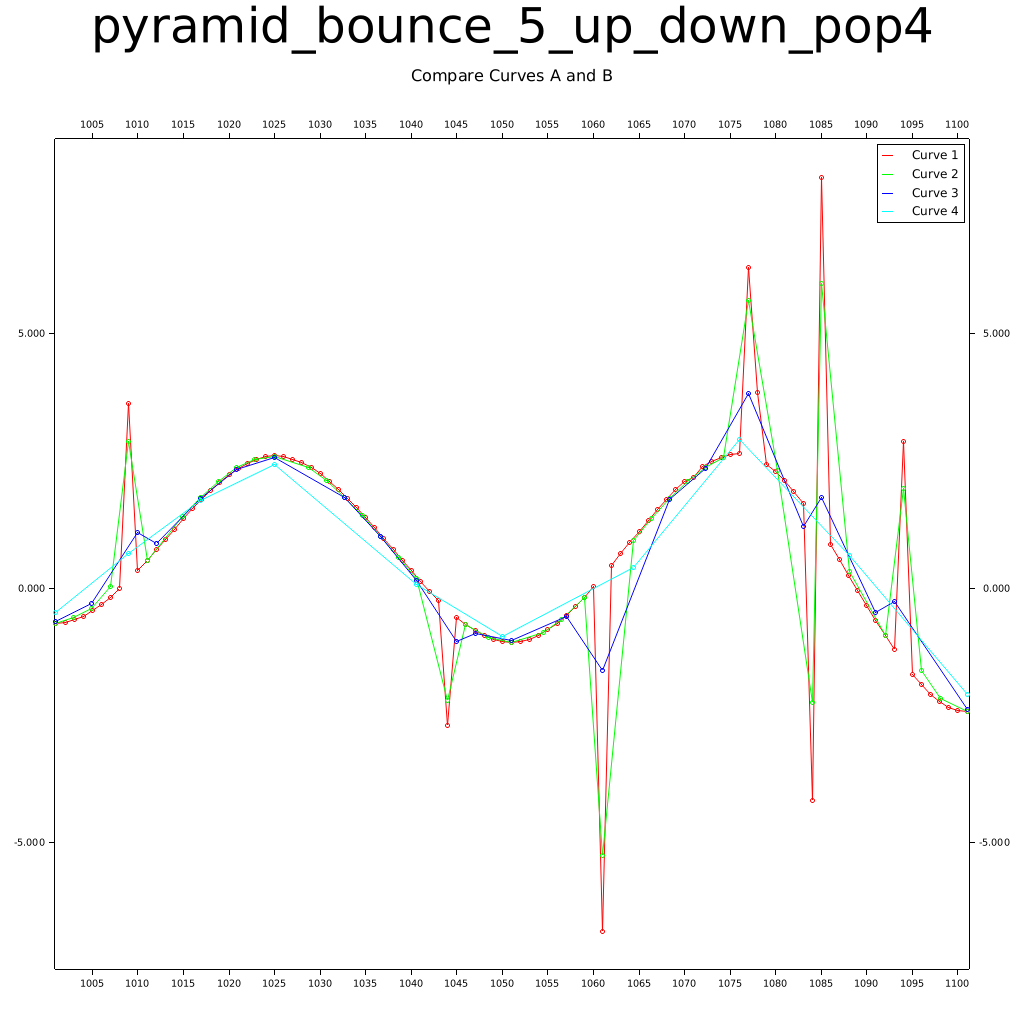 pyramid_bounce_5_up_down_pop4
Compare Curves A and B
1005 1010 1015 1020 1025 1030 1035 1040 1045 1050 1055 1060 1065 1070 1075 1080 1085 1090 1095 1100
Curve 1
Curve 2
Curve 3
Curve 4
5.000 5.000
0.000 0.000
-5.000 -5.000
1005 1010 1015 1020 1025 1030 1035 1040 1045 1050 1055 1060 1065 1070 1075 1080 1085 1090 1095 1100